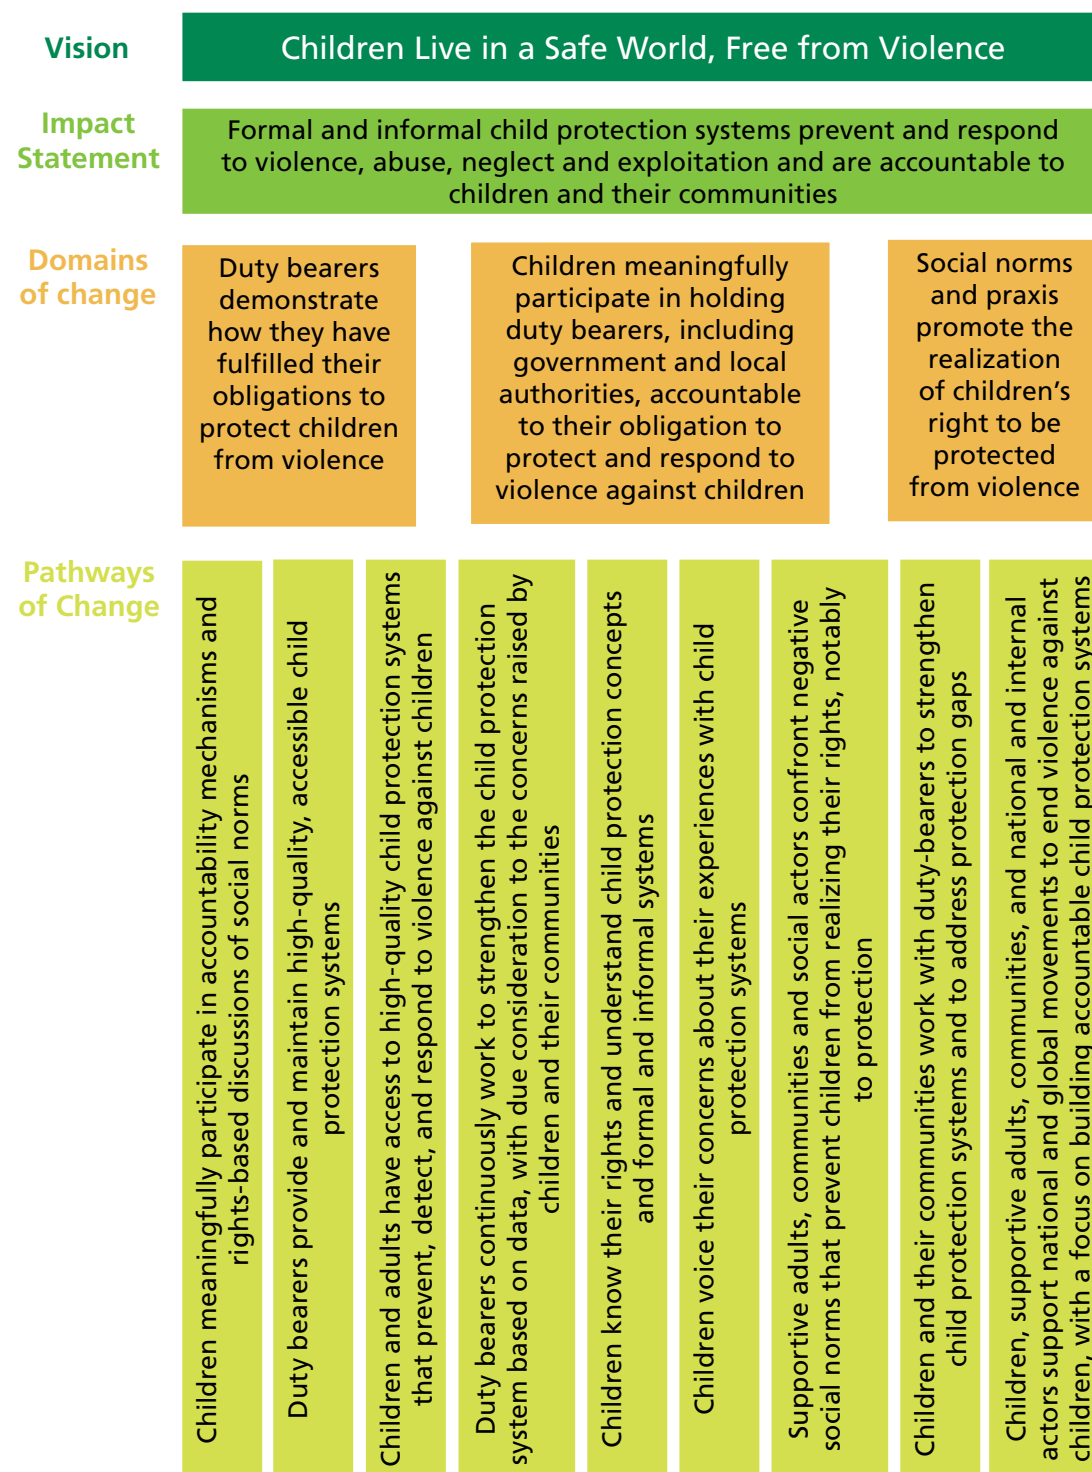 Vision
Children Live in a Safe World, Free from Violence
Impact
Statement
Formal and informal child protection systems prevent and respond
to violence, abuse, neglect and exploitation and are accountable to
children and their communities
Domains
of change
Duty bearers
demonstrate
how they have
fulfilled their
obligations to
protect children
from violence
Children meaningfully
participate in holding
duty bearers, including
government and local
authorities, accountable
to their obligation to
protect and respond to
violence against children
Social norms
and praxis
promote the
realization
of children’s
right to be
protected
from violence
Pathways
of Change
Children meaningfully participate in accountability mechanisms and
rights-based discussions of social norms
Duty bearers provide and maintain high-quality, accessible child
protection systems
Children and adults have access to high-quality child protection systems
that prevent, detect, and respond to violence against children
Duty bearers continuously work to strengthen the child protection
system based on data, with due consideration to the concerns raised by
children and their communities
Children know their rights and understand child protection concepts
and formal and informal systems
Children voice their concerns about their experiences with child
protection systems
Supportive adults, communities and social actors confront negative
social norms that prevent children from realizing their rights, notably
to protection
Children and their communities work with duty-bearers to strengthen
child protection systems and to address protection gaps
Children, supportive adults, communities, and national and internal
actors support national and global movements to end violence against
children, with a focus on building accountable child protection systems